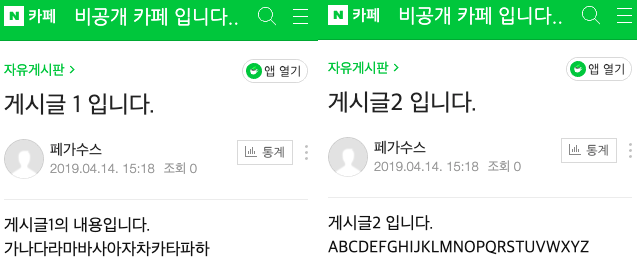 N 카페 비공개 카페 입니다..
자유게시판 >
앱 열기
게시글 1 입니다.
페가수스
2019.04.14. 15:18 조회 0
통계
게시글1의 내용입니다.
가나다라마바사아자차카타파하
N 카페 비공개 카페 입니다..
자유게시판 >
앱 열기
게시글2 입니다.
페가수스
2019.04.14. 15:18 조회 0
통계
게시글2 입니다.
ABCDEFGHIJKLMNOPQRSTUVWXYZ